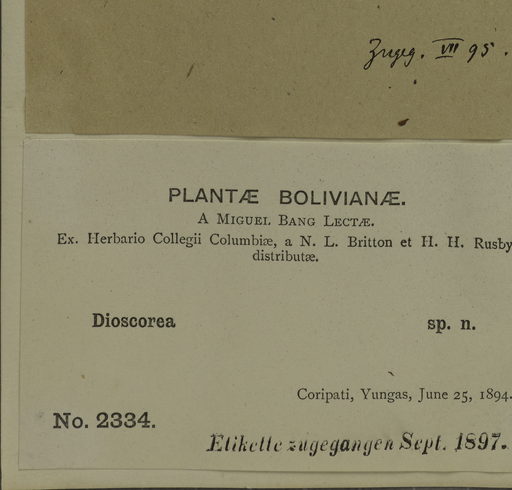 Zugeg. VII 95.
PLANTÆ BOLIVIANÆ.
A MIGUEL BANG LECTÆ.
Ex. Herbario Collegii Columbiæ, a N. L. Britton et H. H. Rusby
distributæ.
Dioscorea sp. n.
Coripati, Yungas, June 25, 1894.
No. 2334.
Etikette zugegangen Sept. 1897.